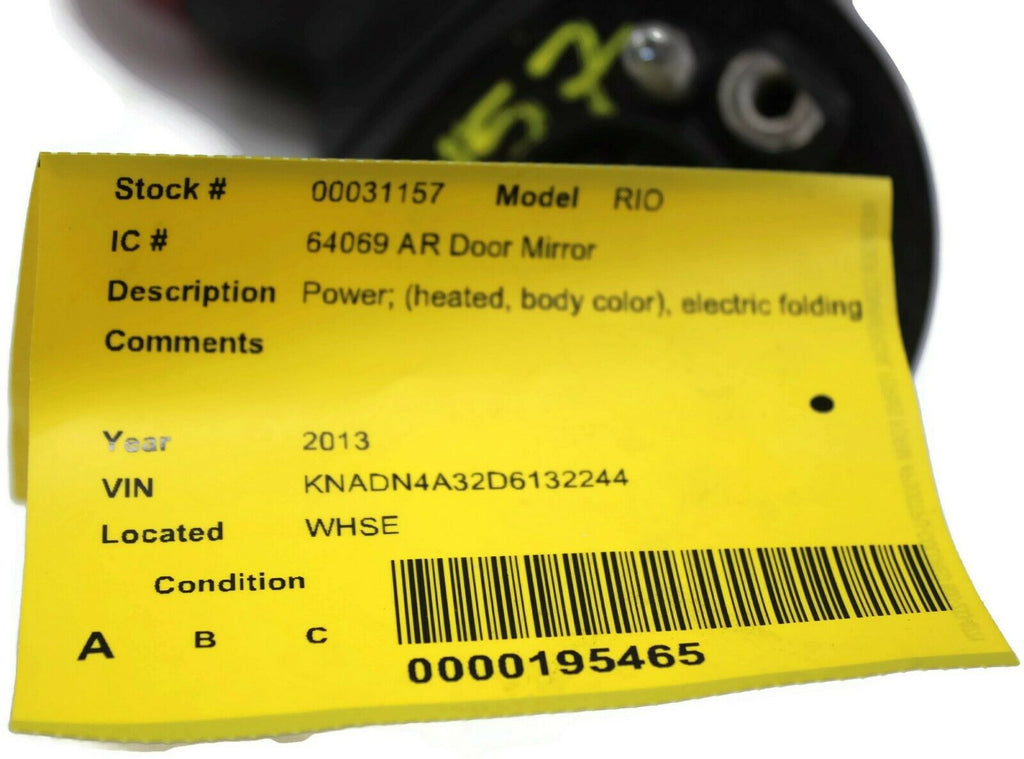 157
Stock # 00031157 Model RIO
IC # 64069 AR Door Mirror
Description Power; (heated, body color), electric folding
Comments
Year 2013
VIN KNADN4A32D6132244
Located WHSE
Condition
A B C
0000195465